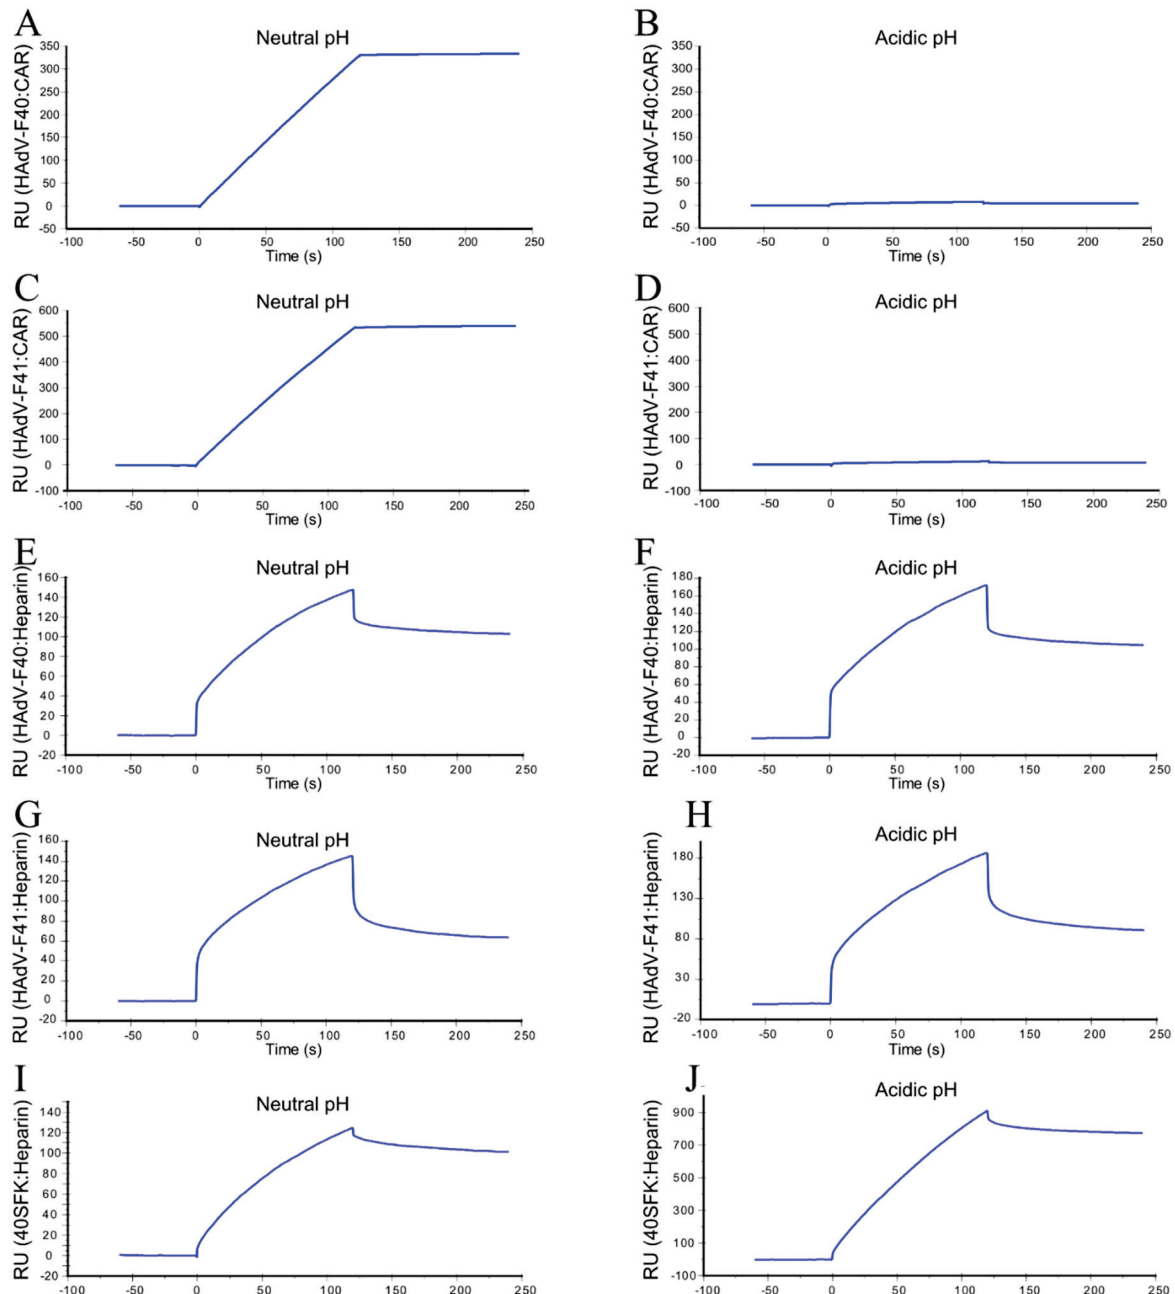 A
Neutral pH
RU (HAdV-F40:CAR)
350
300
250
200
150
100
50
0
-50
-100 -50 0 50 100 150 200 250
Time (s)
B
Acidic pH
RU (HAdV-F40:CAR)
350
300
250
200
150
100
50
0
-50
-100 -50 0 50 100 150 200 250
Time (s)
C
Neutral pH
RU (HAdV-F41:CAR)
600
500
400
300
200
100
0
-100
-100 -50 0 50 100 150 200 250
Time (s)
D
Acidic pH
RU (HAdV-F41:CAR)
600
500
400
300
200
100
0
-100
-100 -50 0 50 100 150 200 250
Time (s)
E
Neutral pH
RU (HAdV-F40:Heparin)
160
140
120
100
80
60
40
20
0
-20
-100 -50 0 50 100 150 200 250
Time (s)
F
Acidic pH
RU (HAdV-F40:Heparin)
180
160
140
120
100
80
60
40
20
0
-20
-100 -50 0 50 100 150 200 250
Time (s)
G
Neutral pH
RU (HAdV-F41:Heparin)
160
140
120
100
80
60
40
20
0
-20
-100 -50 0 50 100 150 200 250
Time (s)
H
Acidic pH
RU (HAdV-F41:Heparin)
180
130
80
30
-20
-100 -50 0 50 100 150 200 250
Time (s)
I
Neutral pH
RU (40SFK:Heparin)
140
120
100
80
60
40
20
0
-20
-100 -50 0 50 100 150 200 250
J
Acidic pH
RU (40SFK:Heparin)
900
700
500
300
100
-100
-100 -50 0 50 100 150 200 250